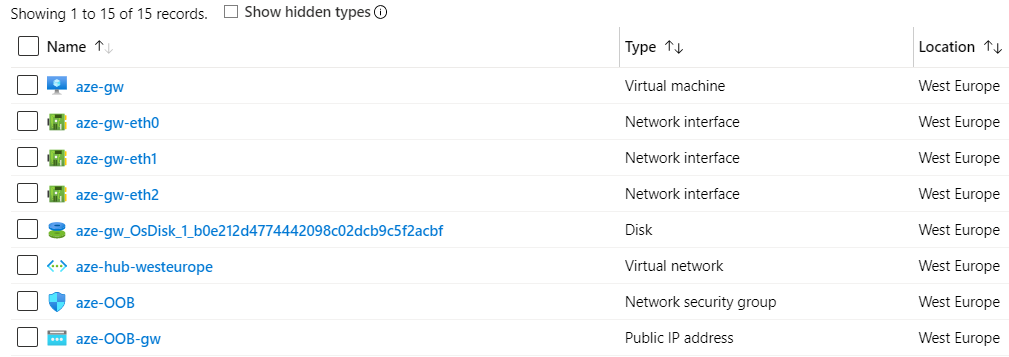 Showing 1 to 15 of 15 records. Show hidden types
Name Type Location
aze-gw Virtual machine West Europe
aze-gw-eth0 Network interface West Europe
aze-gw-eth1 Network interface West Europe
aze-gw-eth2 Network interface West Europe
aze-gw_OsDisk_1_b0e212d4774442098c02dcb9c5f2acbf Disk West Europe
aze-hub-westeurope Virtual network West Europe
aze-OOB Network security group West Europe
aze-OOB-gw Public IP address West Europe